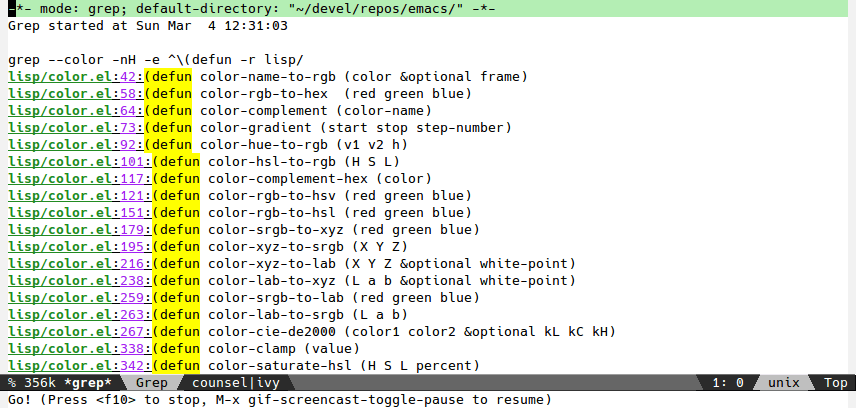 -*- mode: grep; default-directory: "~/devel/repos/emacs/" -*-
Grep started at Sun Mar  4 12:31:03

grep --color -nH -e ^\(defun -r lisp/
lisp/color.el:42:(defun color-name-to-rgb (color &optional frame)
lisp/color.el:58:(defun color-rgb-to-hex  (red green blue)
lisp/color.el:64:(defun color-complement (color-name)
lisp/color.el:73:(defun color-gradient (start stop step-number)
lisp/color.el:92:(defun color-hue-to-rgb (v1 v2 h)
lisp/color.el:101:(defun color-hsl-to-rgb (H S L)
lisp/color.el:117:(defun color-complement-hex (color)
lisp/color.el:121:(defun color-rgb-to-hsv (red green blue)
lisp/color.el:151:(defun color-rgb-to-hsl (red green blue)
lisp/color.el:179:(defun color-srgb-to-xyz (red green blue)
lisp/color.el:195:(defun color-xyz-to-srgb (X Y Z)
lisp/color.el:216:(defun color-xyz-to-lab (X Y Z &optional white-point)
lisp/color.el:238:(defun color-lab-to-xyz (L a b &optional white-point)
lisp/color.el:259:(defun color-srgb-to-lab (red green blue)
lisp/color.el:263:(defun color-lab-to-srgb (L a b)
lisp/color.el:267:(defun color-cie-de2000 (color1 color2 &optional kL kC kH)
lisp/color.el:338:(defun color-clamp (value)
lisp/color.el:342:(defun color-saturate-hsl (H S L percent)
% 356k *grep* Grep counsel|ivy 1: 0 unix Top
Go! (Press <f10> to stop, M-x gif-screencast-toggle-pause to resume)